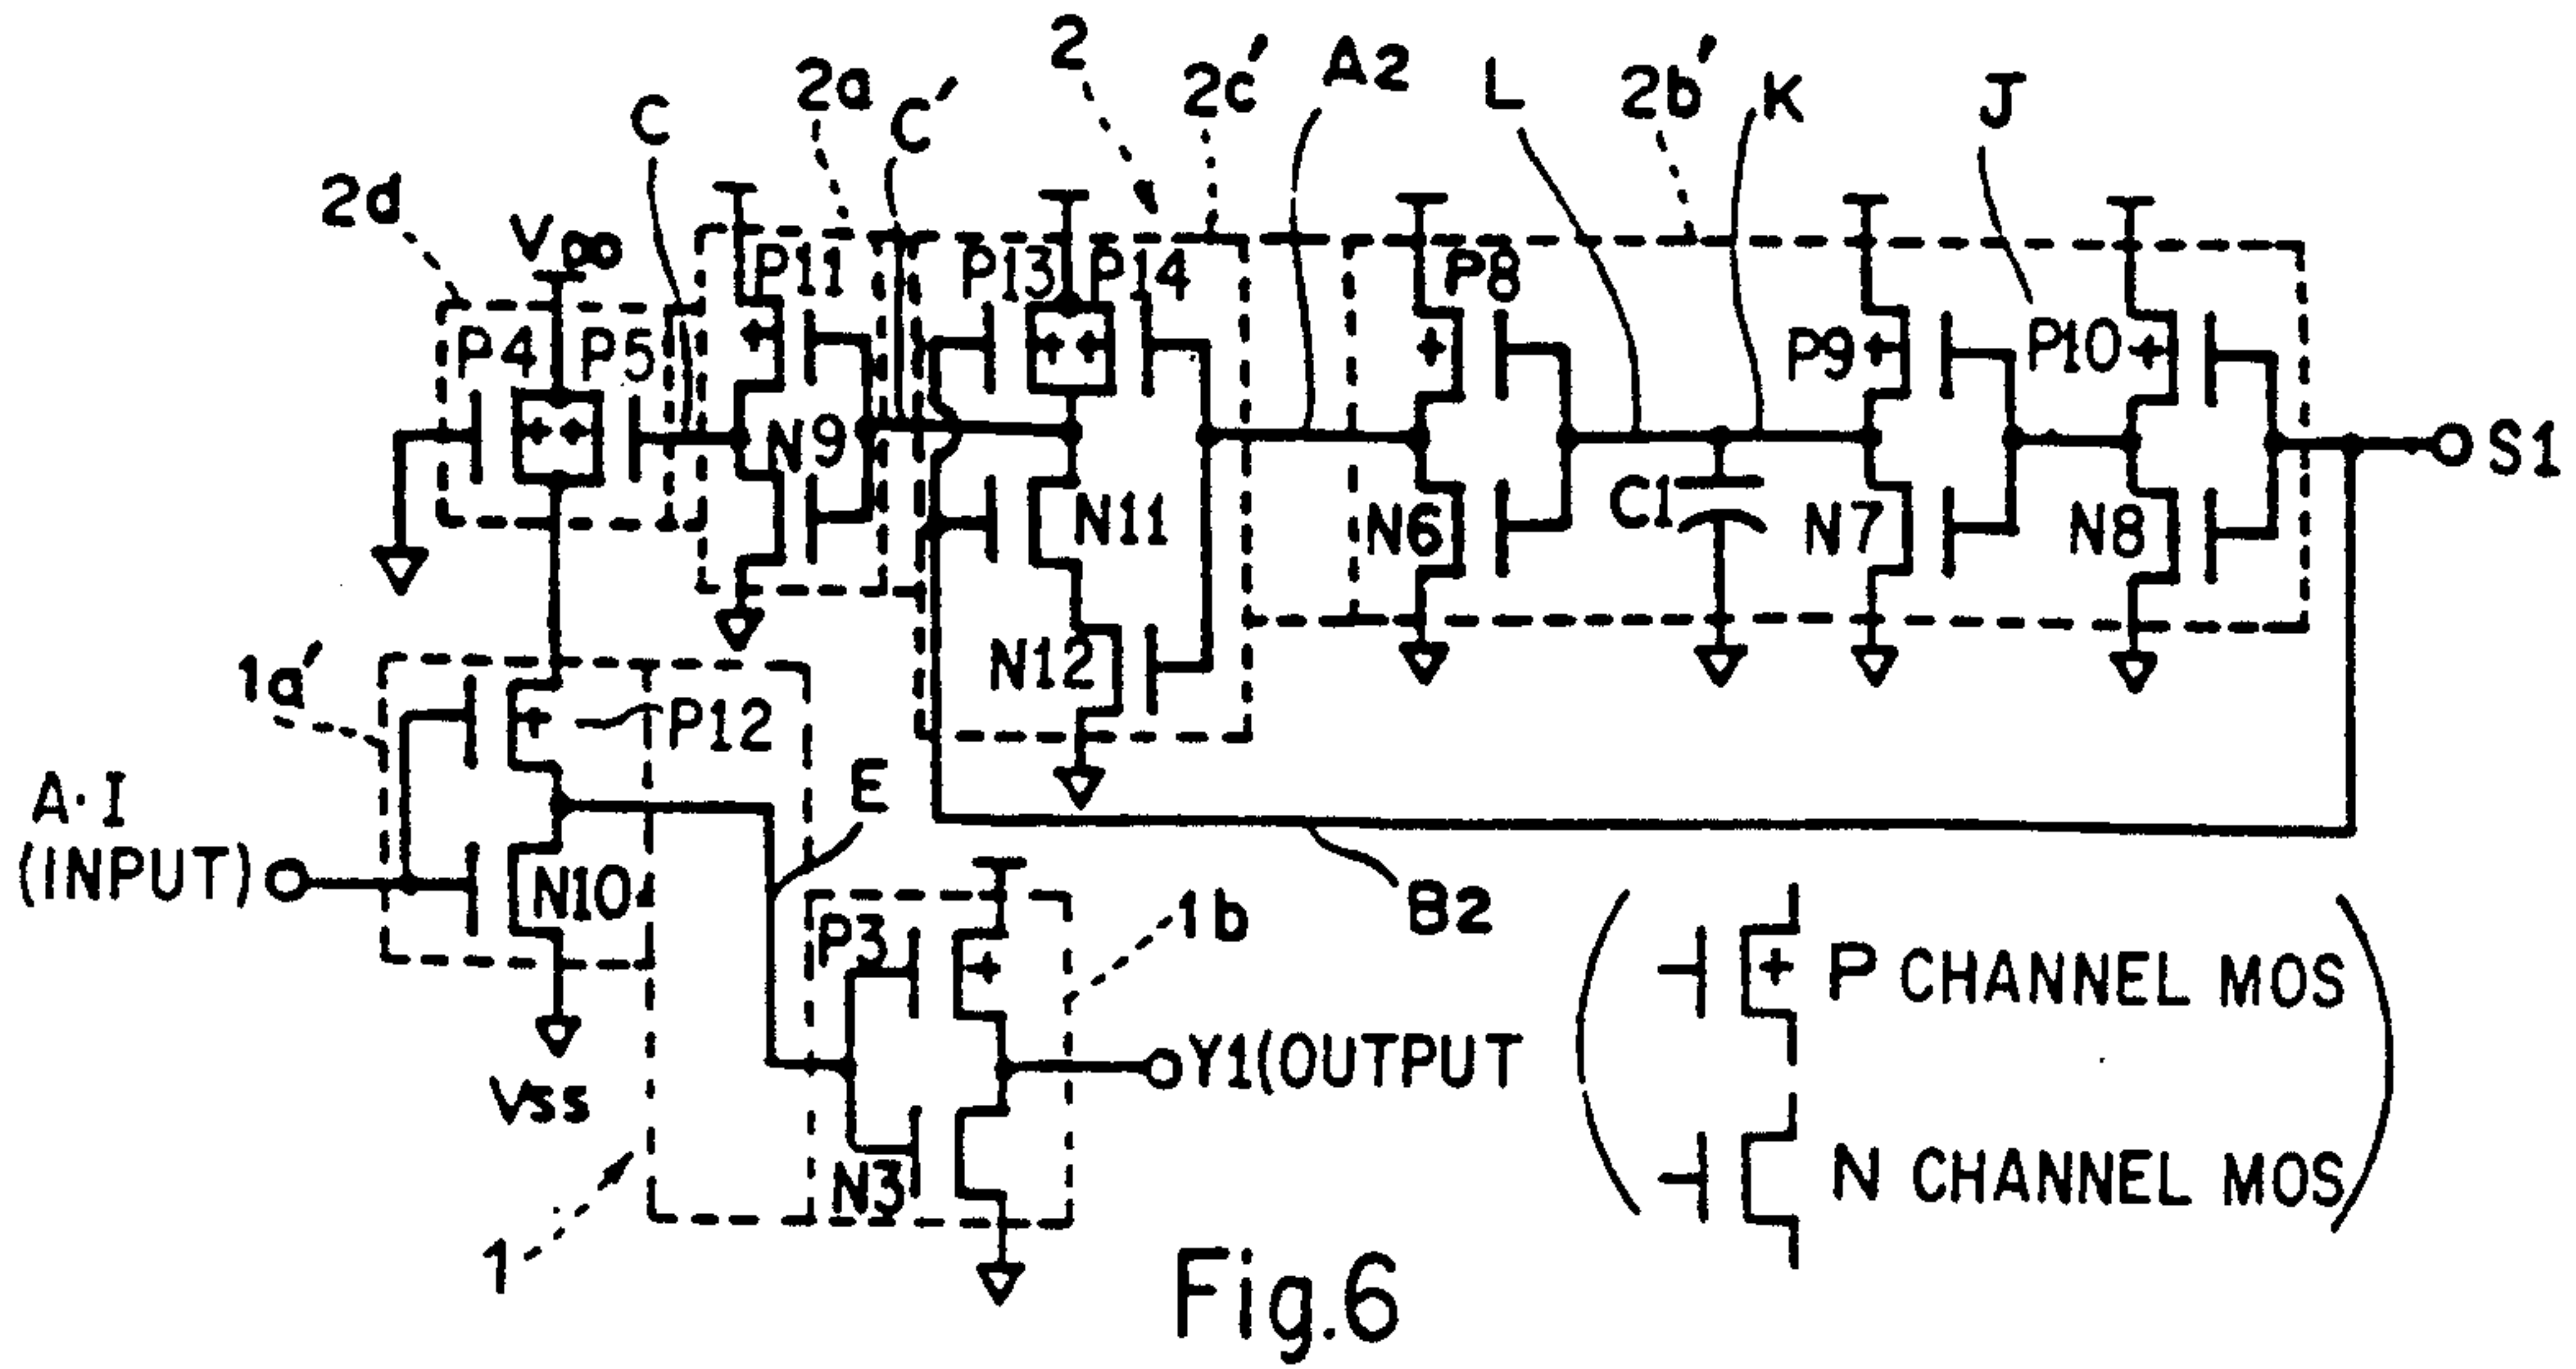 2
2a
C'
2c'
A2
L
2b'
K
J
C
2d
VDD
P11
P13
P14
P8
P9
P10
P4
P5
N9
S1
N11
C1
N6
N7
N8
N12
1a'
P12
A·I
(INPUT)
E
N10
B2
P3
1b
P CHANNEL MOS
Y1(OUTPUT
Vss
N3
N CHANNEL MOS
1
Fig.6